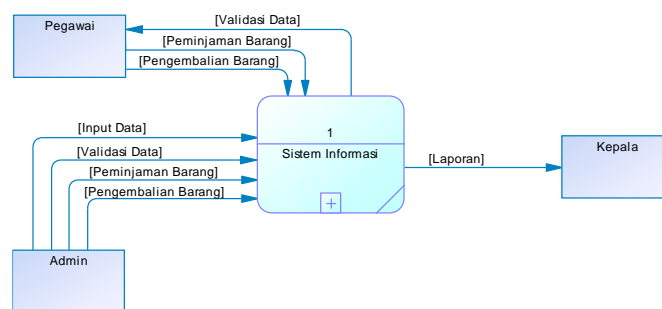 Pegawai
[Validasi Data]
[Peminjaman Barang]
[Pengembalian Barang]
1
Sistem Informasi
[Input Data]
[Validasi Data]
[Peminjaman Barang]
[Pengembalian Barang]
[Laporan]
Kepala
Admin